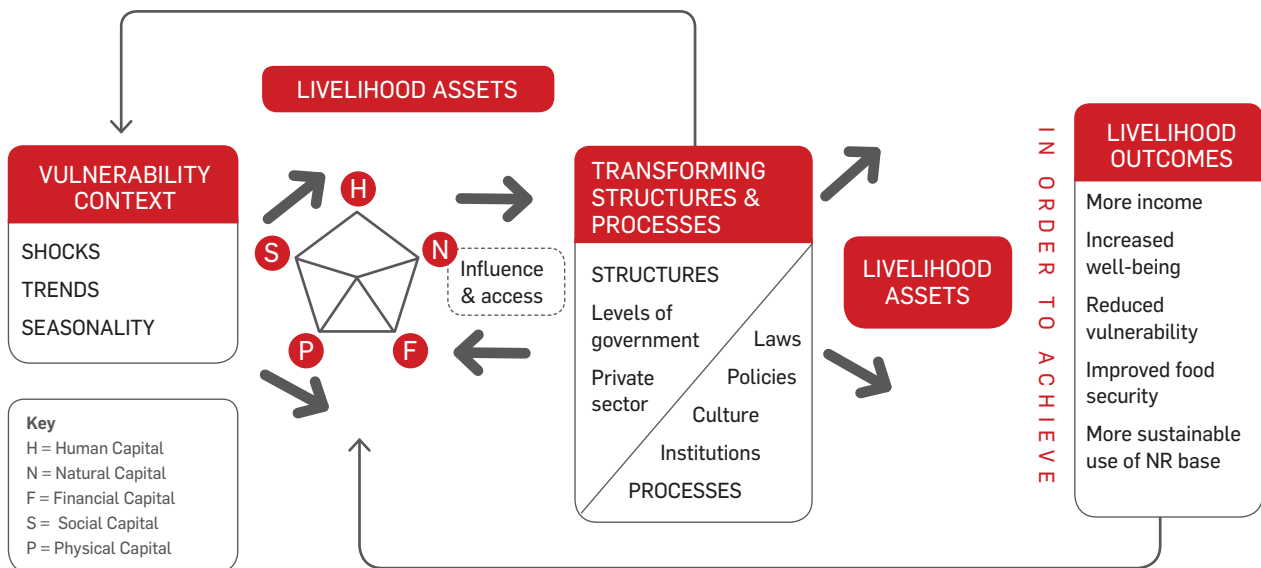 LIVELIHOOD ASSETS
VULNERABILITY
CONTEXT
SHOCKS
TRENDS
SEASONALITY
H
S
N
P
F
Influence
& access
TRANSFORMING
STRUCTURES &
PROCESSES
STRUCTURES
Levels of
government
Private
sector
Laws
Policies
Culture
Institutions
PROCESSES
LIVELIHOOD
ASSETS
IN ORDER TO ACHIEVE
LIVELIHOOD
OUTCOMES
More income
Increased
well-being
Reduced
vulnerability
Improved food
security
More sustainable
use of NR base
Key
H = Human Capital
N = Natural Capital
F = Financial Capital
S = Social Capital
P = Physical Capital